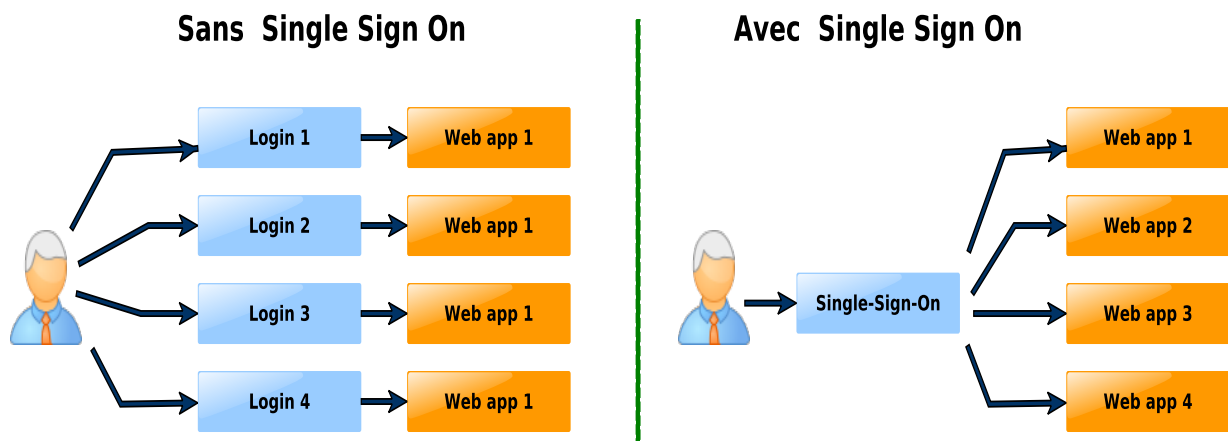 Sans Single Sign On
Login 1
Web app 1
Login 2
Web app 1
Login 3
Web app 1
Login 4
Web app 1
Avec Single Sign On
Single-Sign-On
Web app 1
Web app 2
Web app 3
Web app 4